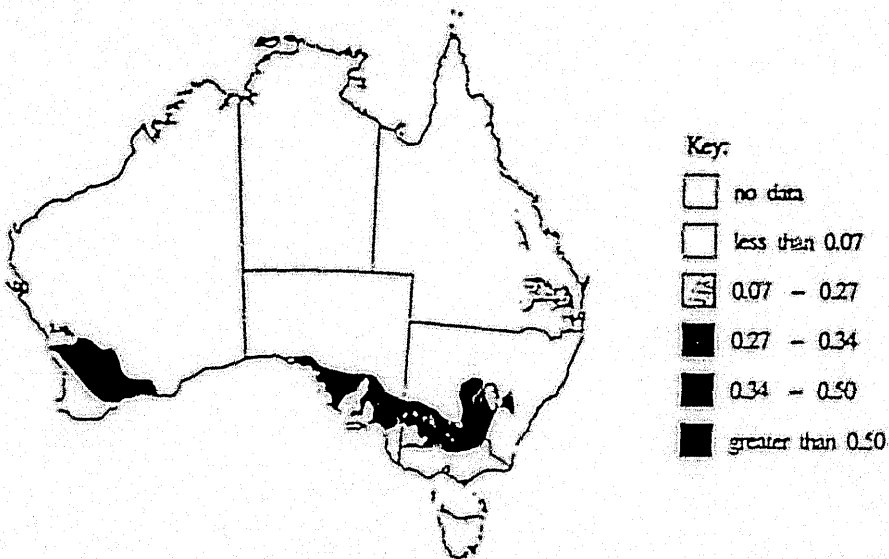 Key:
no data
less than 0.07
0.07 - 0.27
0.27 - 0.34
0.34 - 0.50
greater than 0.50